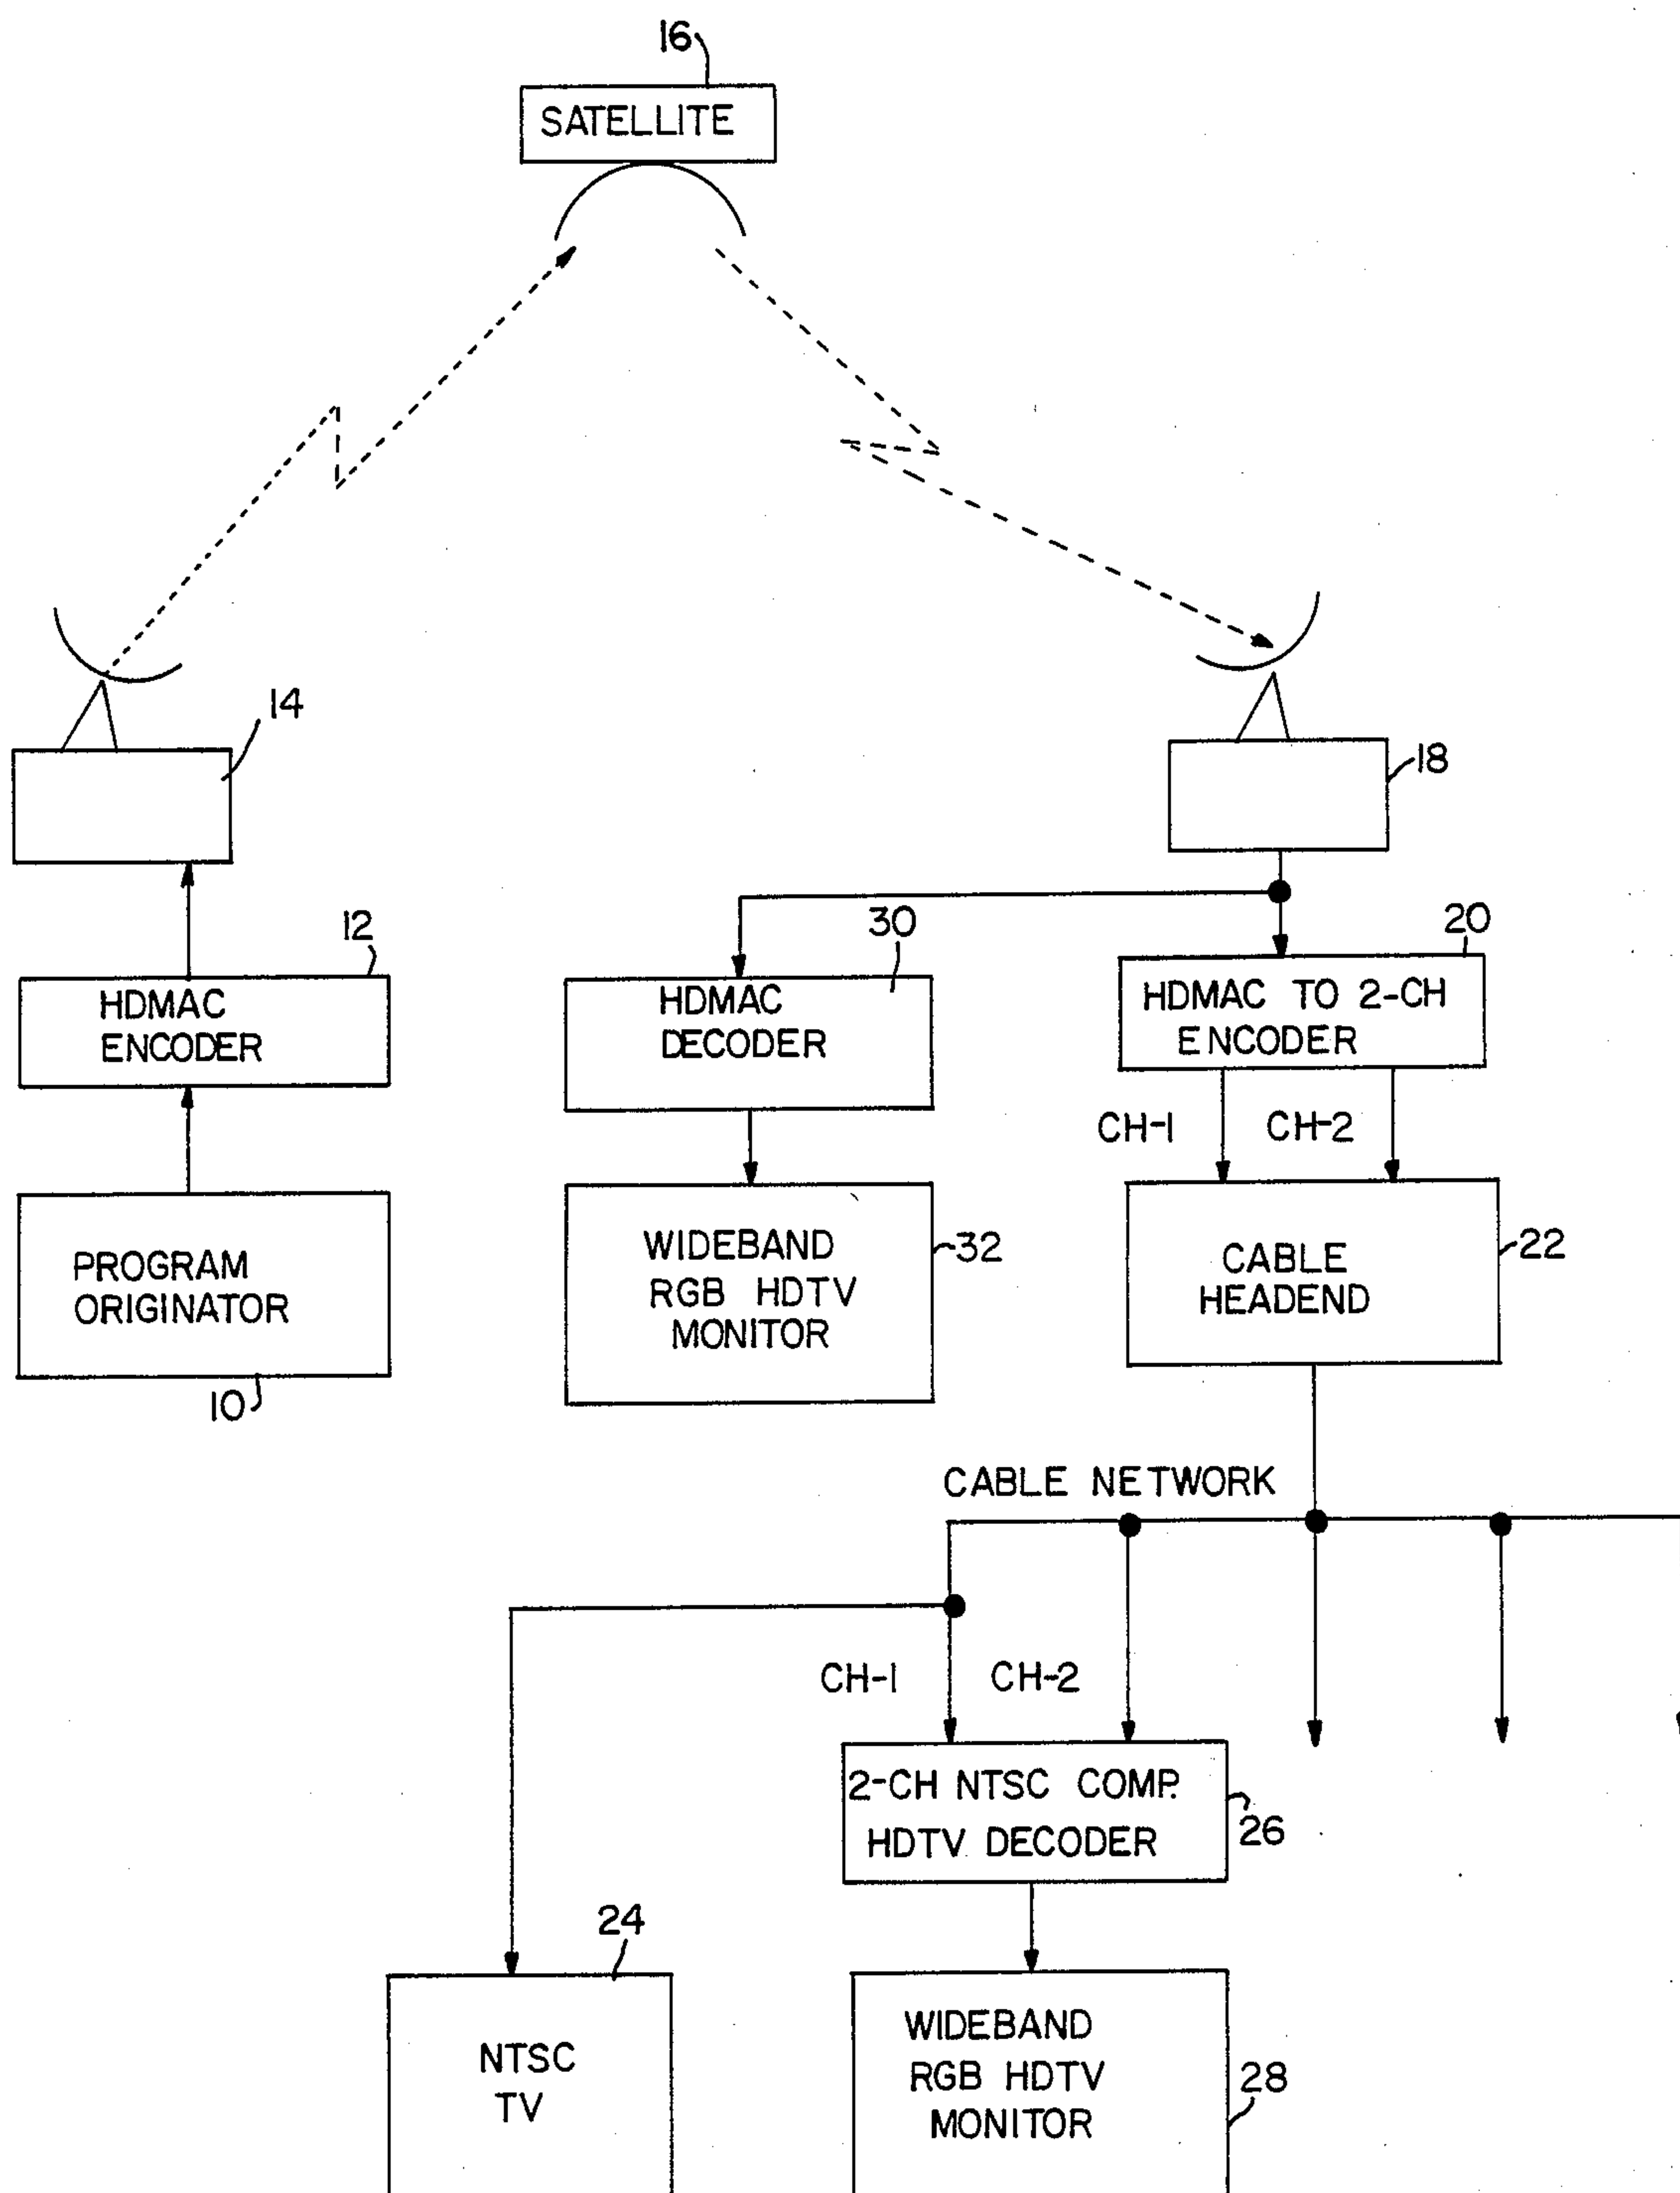 16
SATELLITE
14
18
12
30
20
HDMAC
ENCODER
HDMAC
DECODER
HDMAC TO 2-CH
ENCODER
CH-1
CH-2
PROGRAM
ORIGINATOR
10
WIDEBAND
RGB HDTV
MONITOR
32
CABLE
HEADEND
22
CABLE NETWORK
CH-1
CH-2
2-CH NTSC COMP.
HDTV DECODER
26
24
NTSC
TV
WIDEBAND
RGB HDTV
MONITOR
28